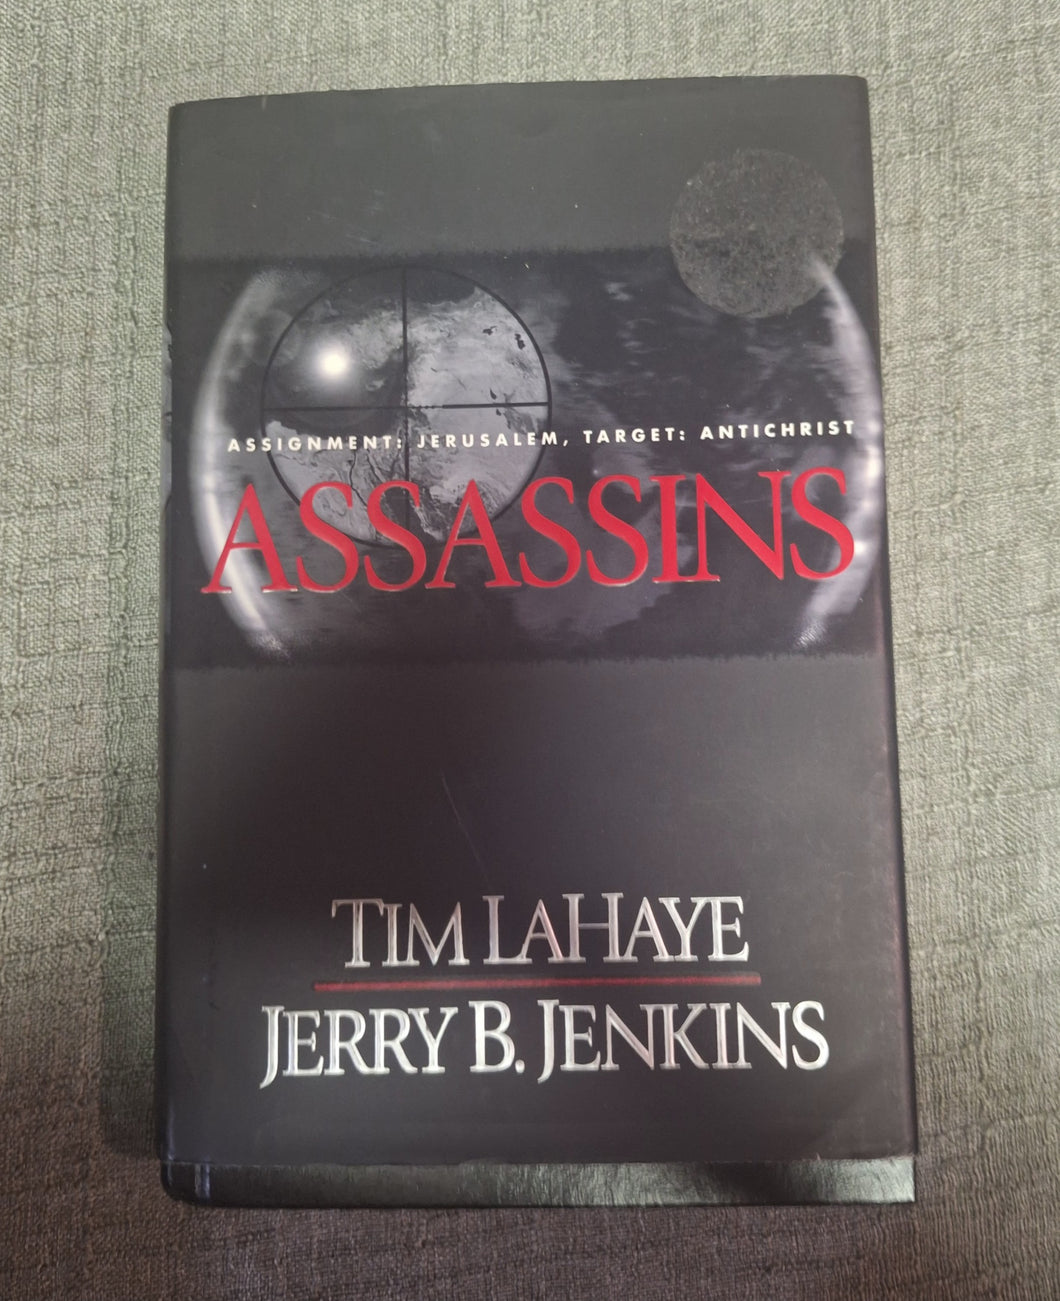 ASSIGNMENT: JERUSALEM, TARGET: ANTICHRIST
ASSASSINS
TIM LAHAYE
JERRY B. JENKINS